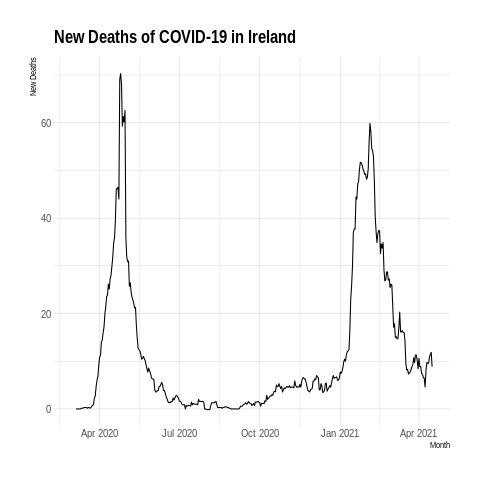 New Deaths of COVID-19 in Ireland
New Deaths
60
40
20
0
Apr 2020
Jul 2020
Oct 2020
Jan 2021
Apr 2021
Month